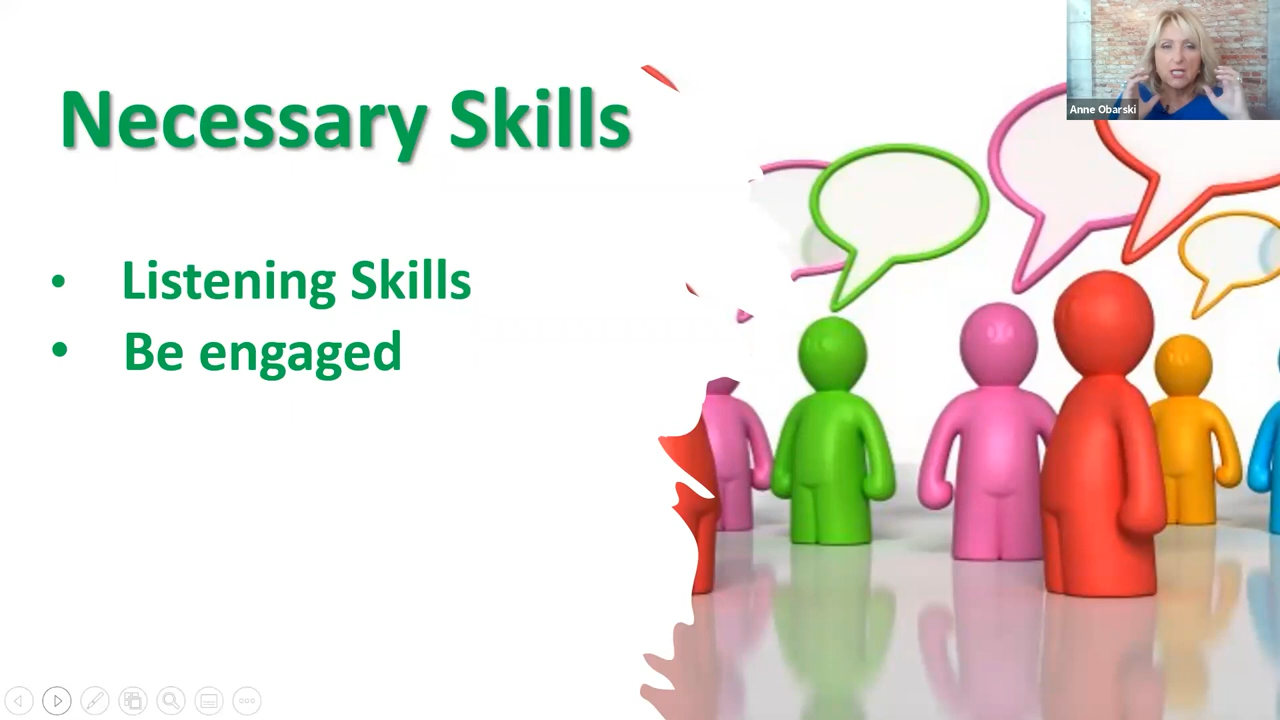 Necessary Skills
Anne Obarski
• Listening Skills
• Be engaged